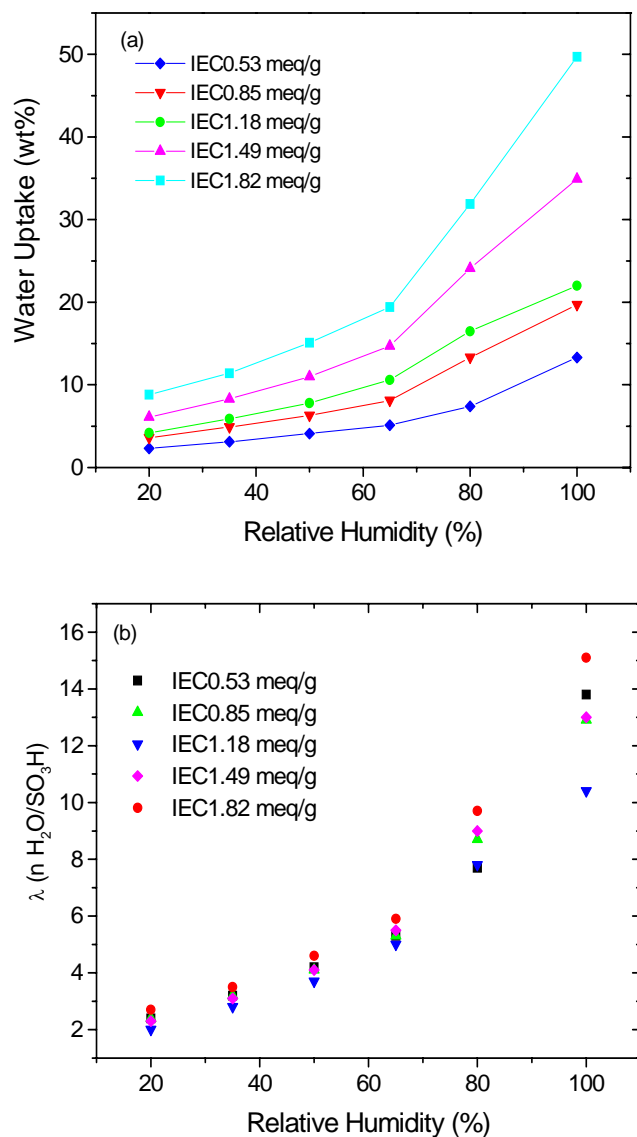 (a)
IEC0.53 meq/g
IEC0.85 meq/g
IEC1.18 meq/g
IEC1.49 meq/g
IEC1.82 meq/g
Water Uptake (wt%)
50
40
30
20
10
0
20 40 60 80 100
Relative Humidity (%)
(b)
IEC0.53 meq/g
IEC0.85 meq/g
IEC1.18 meq/g
IEC1.49 meq/g
IEC1.82 meq/g
λ (n H₂O/SO₃H)
16
14
12
10
8
6
4
2
20 40 60 80 100
Relative Humidity (%)